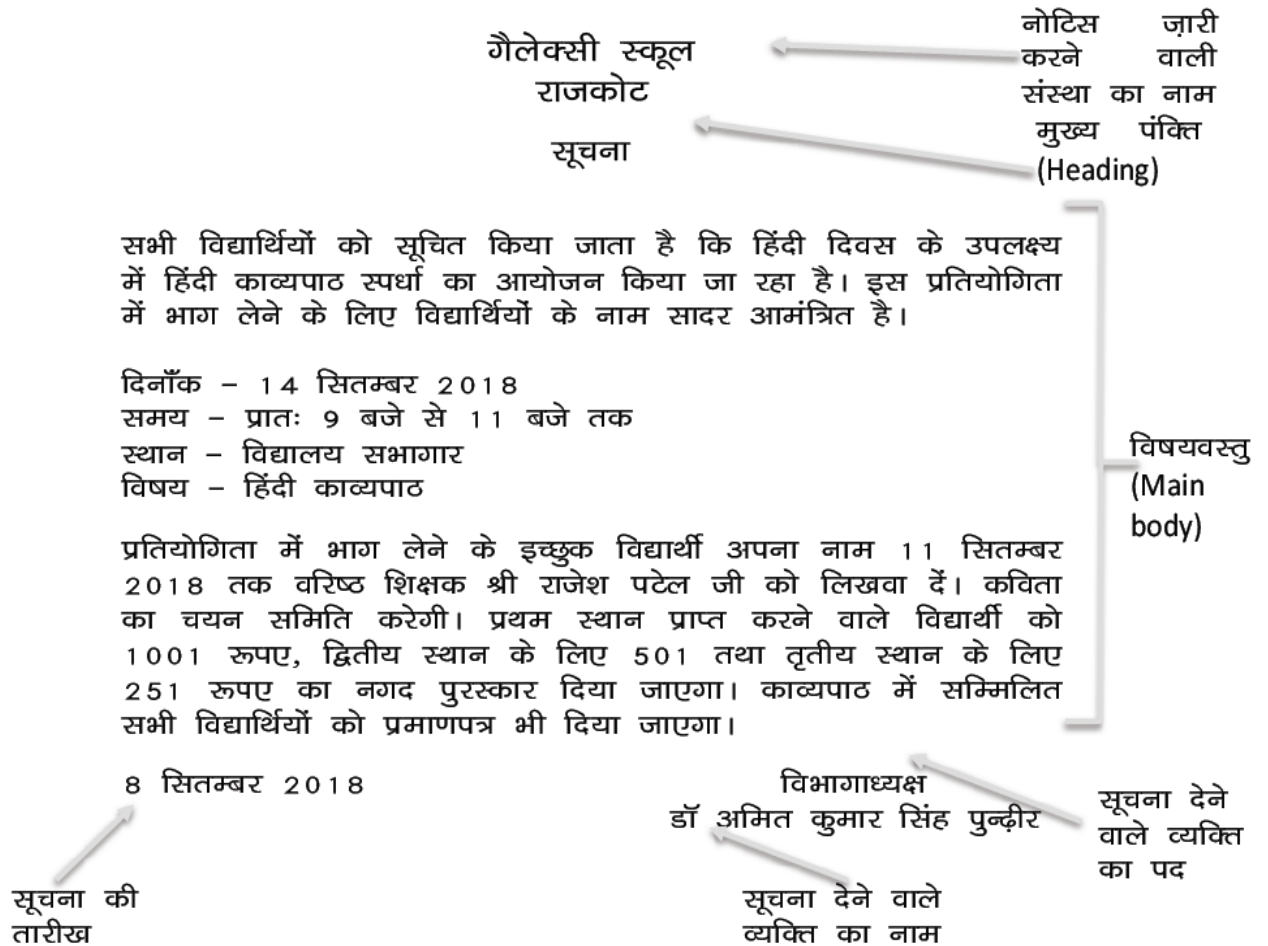 गैलेक्सी स्कूल
राजकोट
सूचना
नोटिस ज़ारी
करने वाली
संस्था का नाम
मुख्य पंक्ति
(Heading)
सभी विद्यार्थियों को सूचित किया जाता है कि हिंदी दिवस के उपलक्ष्य
में हिंदी काव्यपाठ स्पर्धा का आयोजन किया जा रहा है। इस प्रतियोगिता
में भाग लेने के लिए विद्यार्थियों के नाम सादर आमंत्रित है।
दिनाँक – 14 सितम्बर 2018
समय – प्रातः 9 बजे से 11 बजे तक
स्थान – विद्यालय सभागार
विषय – हिंदी काव्यपाठ
विषयवस्तु
(Main
body)
प्रतियोगिता में भाग लेने के इच्छुक विद्यार्थी अपना नाम 11 सितम्बर
2018 तक वरिष्ठ शिक्षक श्री राजेश पटेल जी को लिखवा दें। कविता
का चयन समिति करेगी। प्रथम स्थान प्राप्त करने वाले विद्यार्थी को
1001 रूपए, द्वितीय स्थान के लिए 501 तथा तृतीय स्थान के लिए
251 रूपए का नगद पुरस्कार दिया जाएगा। काव्यपाठ में सम्मिलित
सभी विद्यार्थियों को प्रमाणपत्र भी दिया जाएगा।
8 सितम्बर 2018
विभागाध्यक्ष
डॉ अमित कुमार सिंह पुन्ढ़ीर
सूचना देने
वाले व्यक्ति
का पद
सूचना की
तारीख
सूचना देने वाले
व्यक्ति का नाम